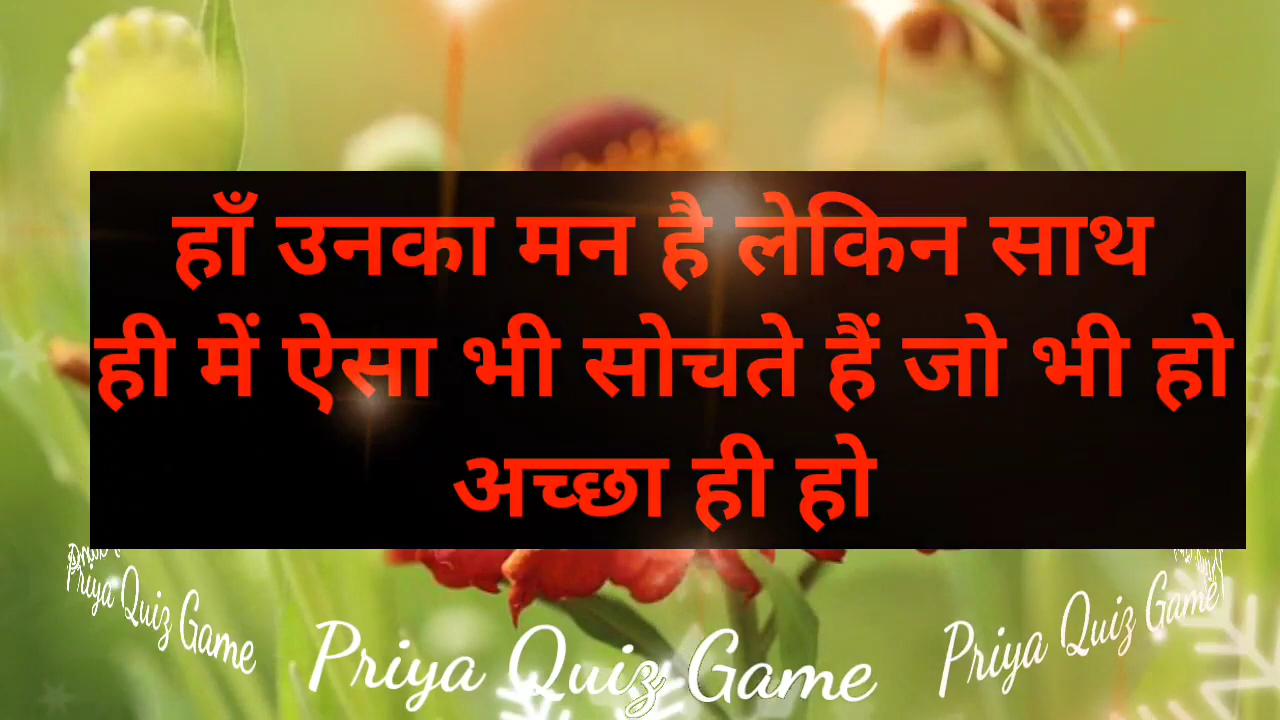 हाँ उनका मन है लेकिन साथ
ही में ऐसा भी सोचते हैं जो भी हो
अच्छा ही हो
Priya Quiz Game
Priya Quiz Game
Priya Quiz Game